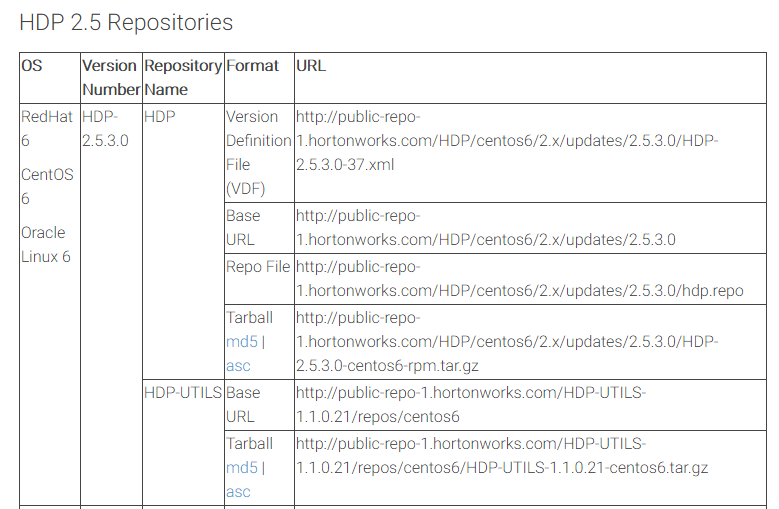 HDP 2.5 Repositories
OS
Version
Number
Repository
Name
Format
URL
RedHat
6
CentOS
6
Oracle
Linux 6
HDP-
2.5.3.0
HDP
Version
Definition
File
(VDF)
http://public-repo-
1.hortonworks.com/HDP/centos6/2.x/updates/2.5.3.0/HDP-
2.5.3.0-37.xml
Base
URL
http://public-repo-
1.hortonworks.com/HDP/centos6/2.x/updates/2.5.3.0
Repo File
http://public-repo-
1.hortonworks.com/HDP/centos6/2.x/updates/2.5.3.0/hdp.repo
Tarball
md5 |
asc
http://public-repo-
1.hortonworks.com/HDP/centos6/2.x/updates/2.5.3.0/HDP-
2.5.3.0-centos6-rpm.tar.gz
HDP-UTILS
Base
URL
http://public-repo-1.hortonworks.com/HDP-UTILS-
1.1.0.21/repos/centos6
Tarball
md5 |
asc
http://public-repo-1.hortonworks.com/HDP-UTILS-
1.1.0.21/repos/centos6/HDP-UTILS-1.1.0.21-centos6.tar.gz